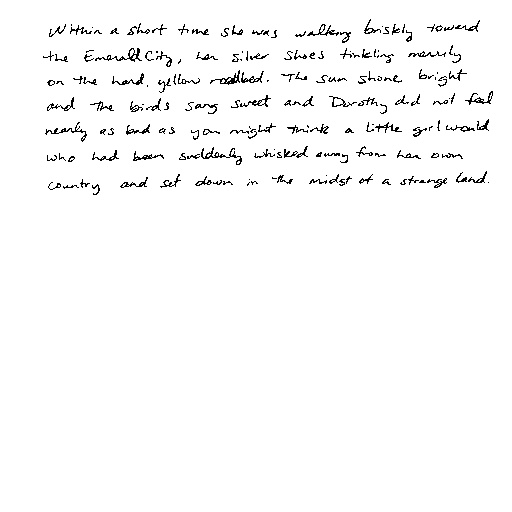 Within a short time she was walking briskly toward
the Emerald City, her silver shoes tinkling merrily
on the hard, yellow roadbed. The sun shone bright
and the birds sang sweet and Dorothy did not feel
nearly as bad as you might think a little girl would
who had been suddenly whisked away from her own
country and set down in the midst of a strange land.